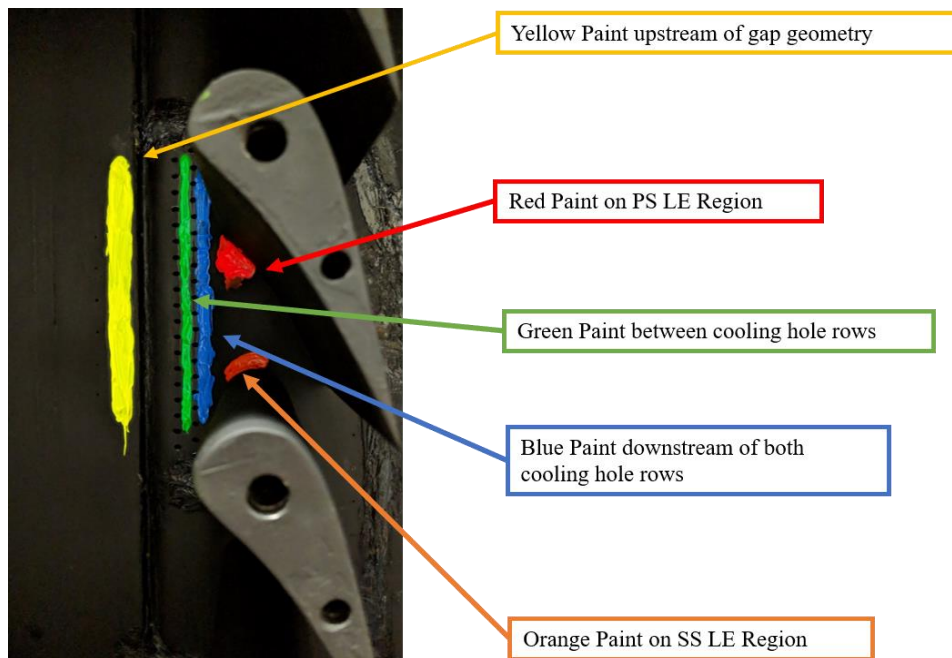 Yellow Paint upstream of gap geometry
Red Paint on PS LE Region
Green Paint between cooling hole rows
Blue Paint downstream of both
cooling hole rows
Orange Paint on SS LE Region